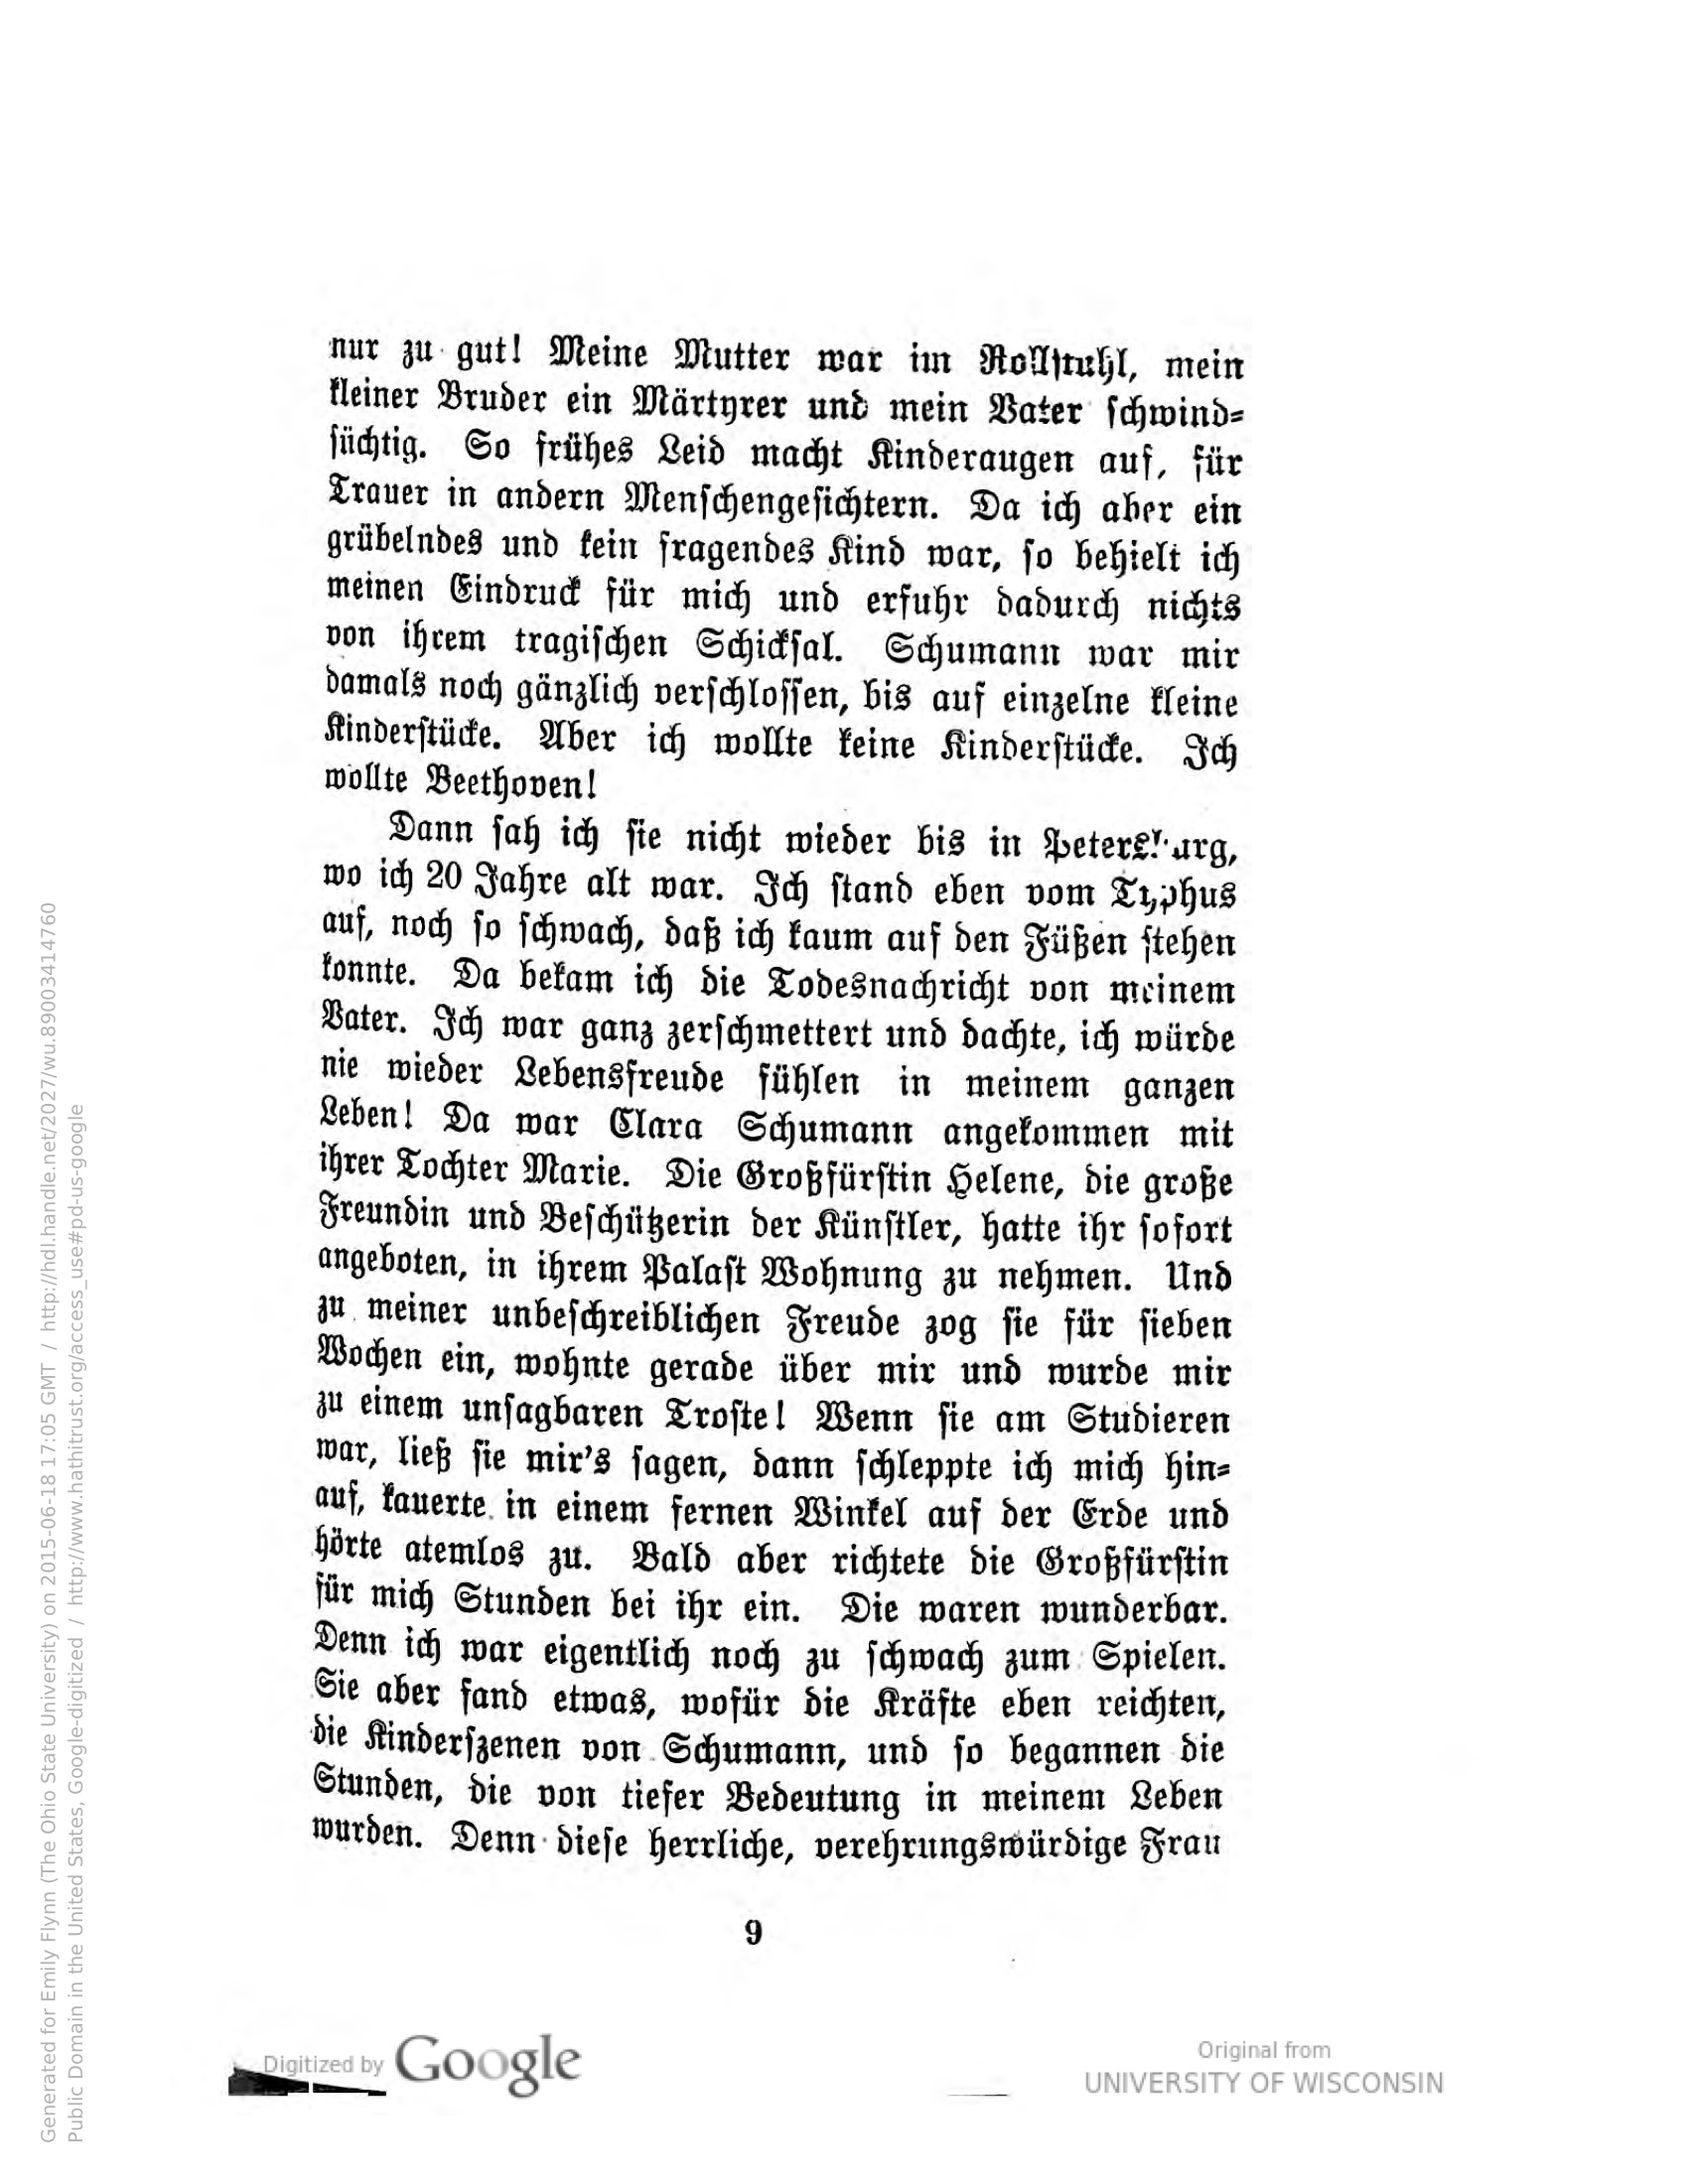 nur zu gut! Meine Mutter war im Rollstuhl, mein
kleiner Bruder ein Märtyrer und mein Vater schwind=
süchtig. So frühes Leid macht Kinderaugen auf, für
Trauer in andern Menschengesichtern. Da ich aber ein
grübelndes und kein fragendes Kind war, so behielt ich
meinen Eindruck für mich und erfuhr dadurch nichts
von ihrem tragischen Schicksal. Schumann war mir
damals noch gänzlich verschlossen, bis auf einzelne kleine
Kinderstücke. Aber ich wollte keine Kinderstücke. Ich
wollte Beethoven!
Dann sah ich sie nicht wieder bis in Petersburg,
wo ich 20 Jahre alt war. Ich stand eben vom Typhus
auf, noch so schwach, daß ich kaum auf den Füßen stehen
konnte. Da bekam ich die Todesnachricht von meinem
Vater. Ich war ganz zerschmettert und dachte, ich würde
nie wieder Lebensfreude fühlen in meinem ganzen
Leben! Da war Clara Schumann angekommen mit
ihrer Tochter Marie. Die Großfürstin Helene, die große
Freundin und Beschützerin der Künstler, hatte ihr sofort
angeboten, in ihrem Palast Wohnung zu nehmen. Und
zu meiner unbeschreiblichen Freude zog sie für sieben
Wochen ein, wohnte gerade über mir und wurde mir
zu einem unsagbaren Troste! Wenn sie am Studieren
war, ließ sie mir's sagen, dann schleppte ich mich hin=
auf, kauerte in einem fernen Winkel auf der Erde und
hörte atemlos zu. Bald aber richtete die Großfürstin
für mich Stunden bei ihr ein. Die waren wunderbar.
Denn ich war eigentlich noch zu schwach zum Spielen.
Sie aber fand etwas, wofür die Kräfte eben reichten,
die Kinderszenen von Schumann, und so begannen die
Stunden, die von tiefer Bedeutung in meinem Leben
wurden. Denn diese herrliche, verehrungswürdige Frau
9
Digitized by Google
Original from
UNIVERSITY OF WISCONSIN
Generated for Emily Flynn (The Ohio State University) on 2015-06-18 17:05 GMT / http://hdl.handle.net/2027/wu.89003414760
Public Domain in the United States, Google-digitized / http://www.hathitrust.org/access_use#pd-us-google